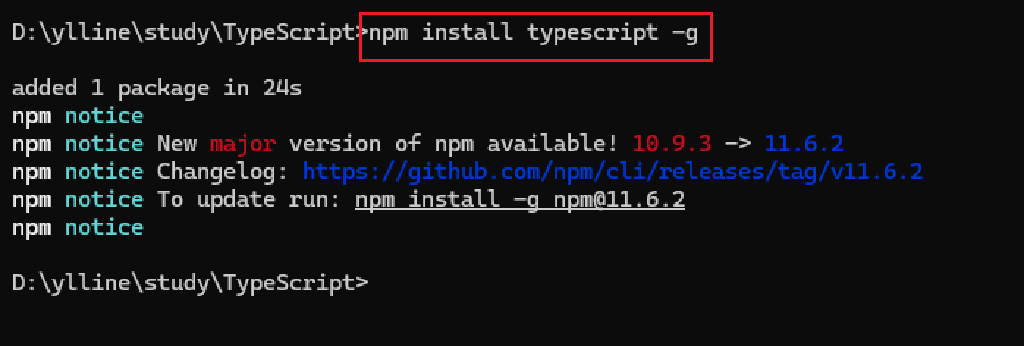 D:\ylline\study\TypeScript>npm install typescript -g
added 1 package in 24s
npm notice
npm notice New major version of npm available! 10.9.3 -> 11.6.2
npm notice Changelog: https://github.com/npm/cli/releases/tag/v11.6.2
npm notice To update run: npm install -g npm@11.6.2
npm notice
D:\ylline\study\TypeScript>